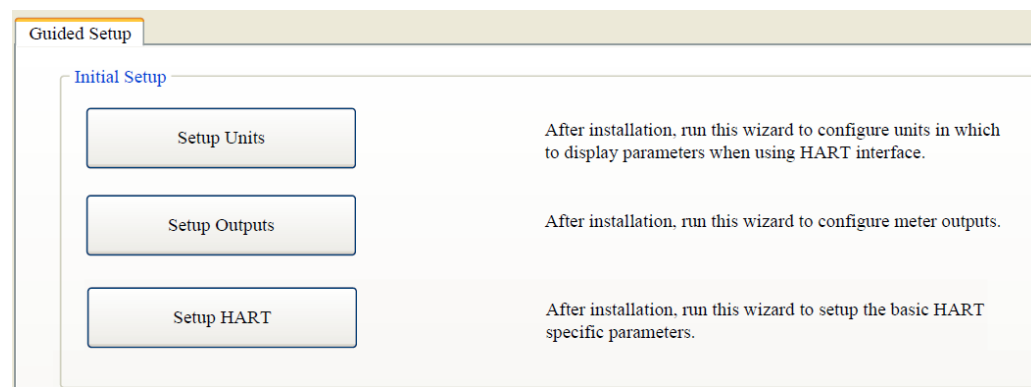 Guided Setup
Initial Setup
Setup Units
After installation, run this wizard to configure units in which
to display parameters when using HART interface.
Setup Outputs
After installation, run this wizard to configure meter outputs.
Setup HART
After installation, run this wizard to setup the basic HART
specific parameters.